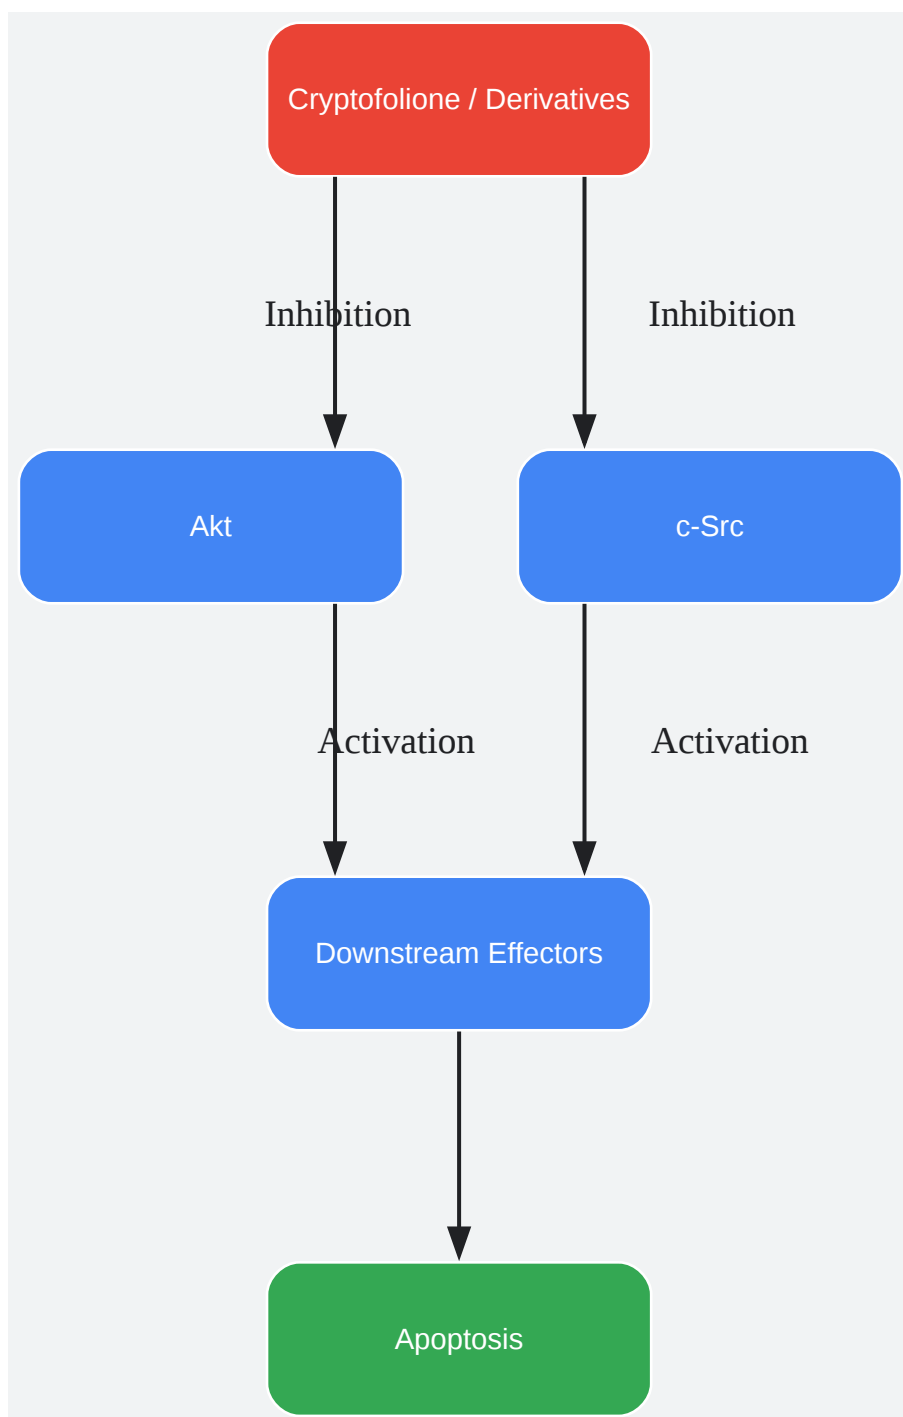 Cryptofolione / Derivatives
Inhibition
Inhibition
Akt
c-Src
Activation
Activation
Downstream Effectors
Apoptosis